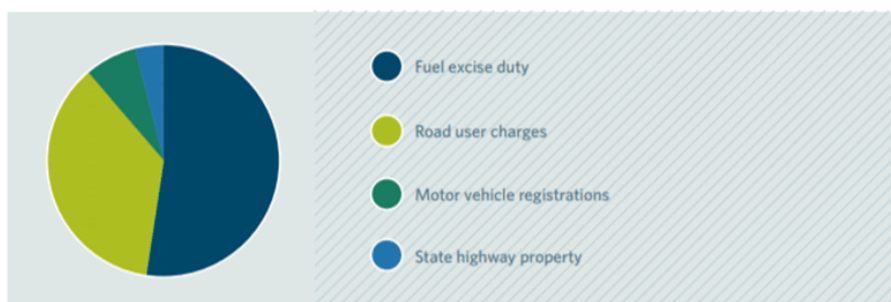 Fuel excise duty
Road user charges
Motor vehicle registrations
State highway property